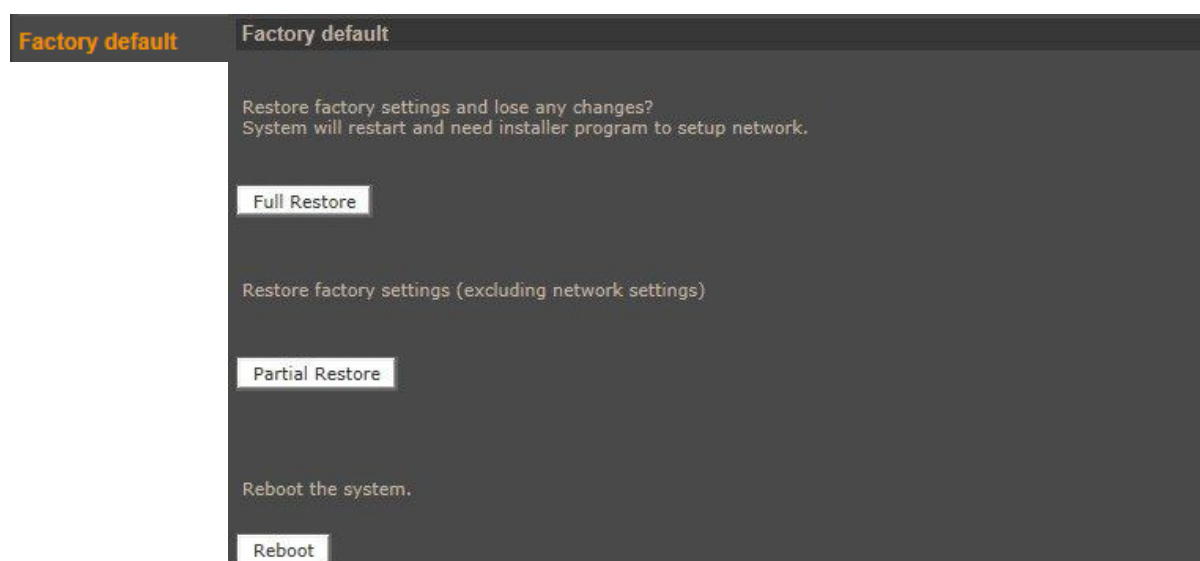 Factory default
Factory default
Restore factory settings and lose any changes?
System will restart and need installer program to setup network.
Full Restore
Restore factory settings (excluding network settings)
Partial Restore
Reboot the system.
Reboot